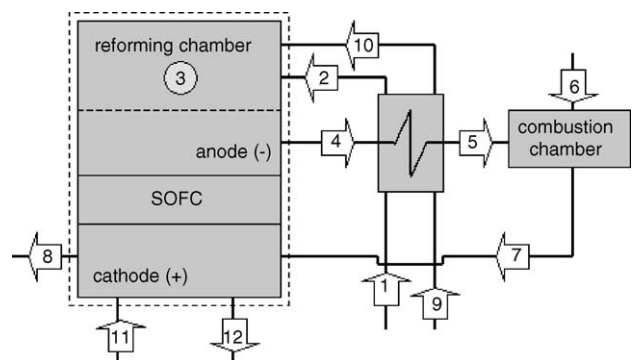 reforming chamber
10
3
2
6
4
5
combustion
chamber
anode (-)
SOFC
8
7
cathode (+)
1
9
11
12